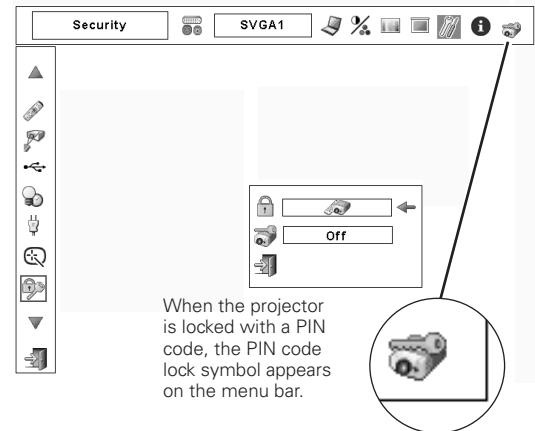 Security
SVGA1
Off
When the projector
is locked with a PIN
code, the PIN code
lock symbol appears
on the menu bar.